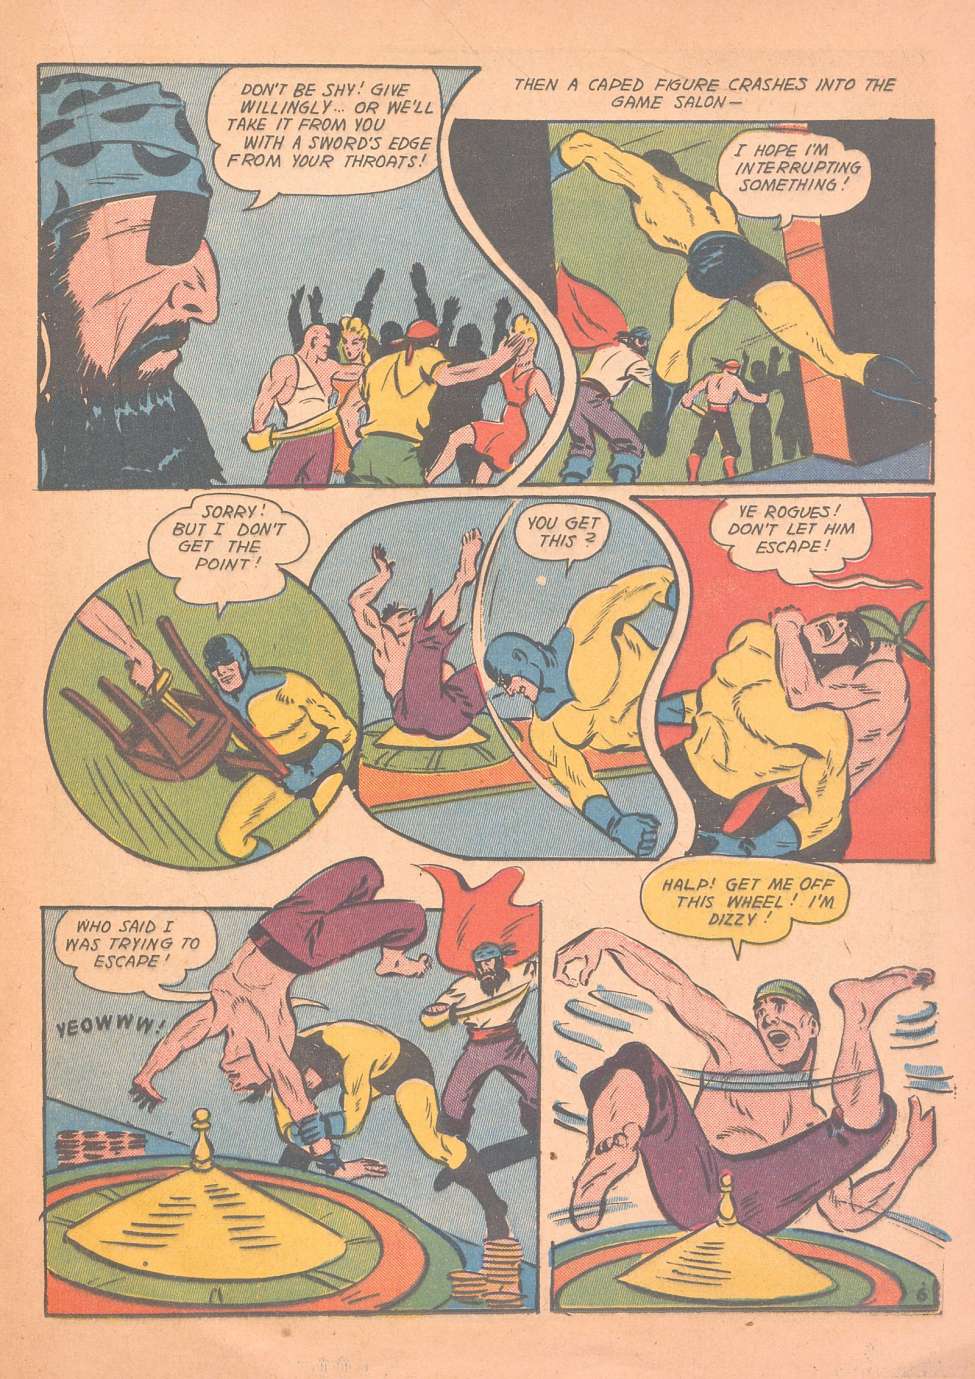 DON'T BE SHY! GIVE
WILLINGLY... OR WE'LL
TAKE IT FROM YOU
WITH A SWORD'S EDGE
FROM YOUR THROATS!
THEN A CAPED FIGURE CRASHES INTO THE
GAME SALON—
I HOPE I'M
INTERRUPTING
SOMETHING!
SORRY!
BUT I DON'T
GET THE
POINT!
YOU GET
THIS?
YE ROGUES!
DON'T LET HIM
ESCAPE!
WHO SAID I
WAS TRYING TO
ESCAPE!
YEOWWW!
HALP! GET ME OFF
THIS WHEEL! I'M
DIZZY!
6